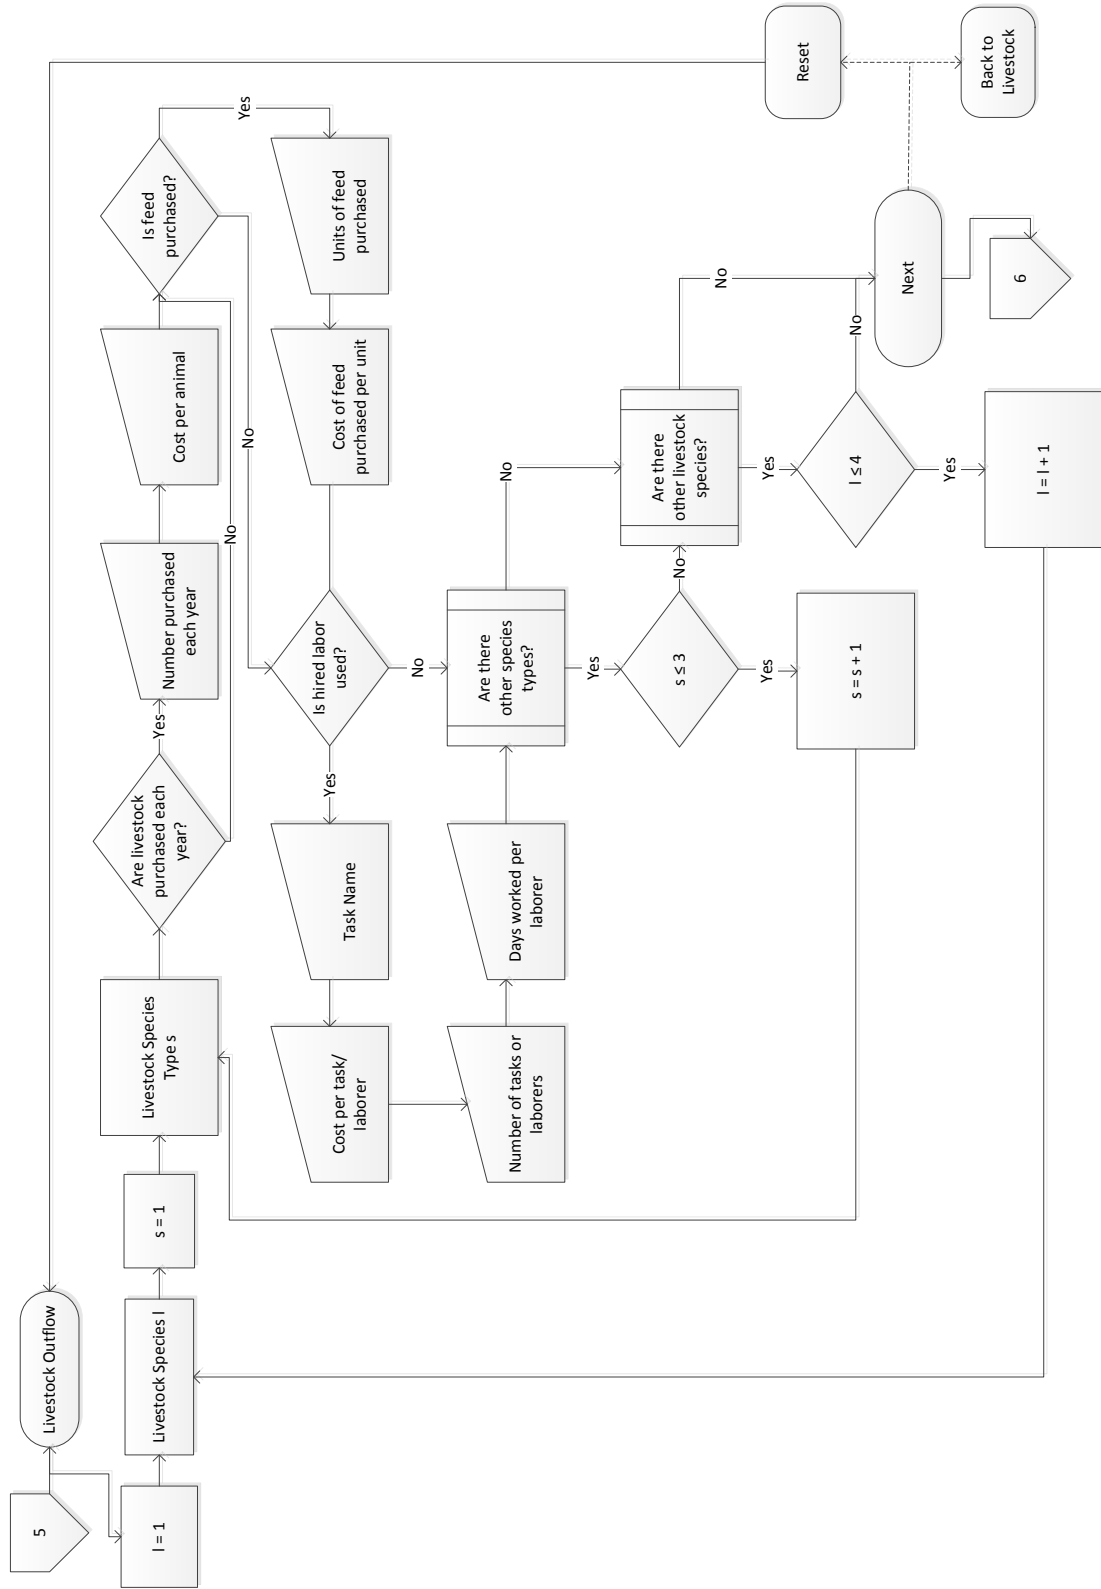 5
Livestock Outflow
l = 1
Livestock Species l
s = 1
Livestock Species
Type s
Are livestock
purchased each
year?
Yes
No
Number purchased
each year
Cost per animal
Is feed
purchased?
Yes
No
Units of feed
purchased
Cost of feed
purchased per unit
Is hired labor
used?
Yes
No
Task Name
Cost per task/
laborer
Number of tasks or
laborers
Days worked per
laborer
Are there
other species
types?
Yes
No
s ≤ 3
No
Yes
s = s + 1
Are there
other livestock
species?
No
Yes
l ≤ 4
No
Yes
l = l + 1
Next
6
Reset
Back to
Livestock